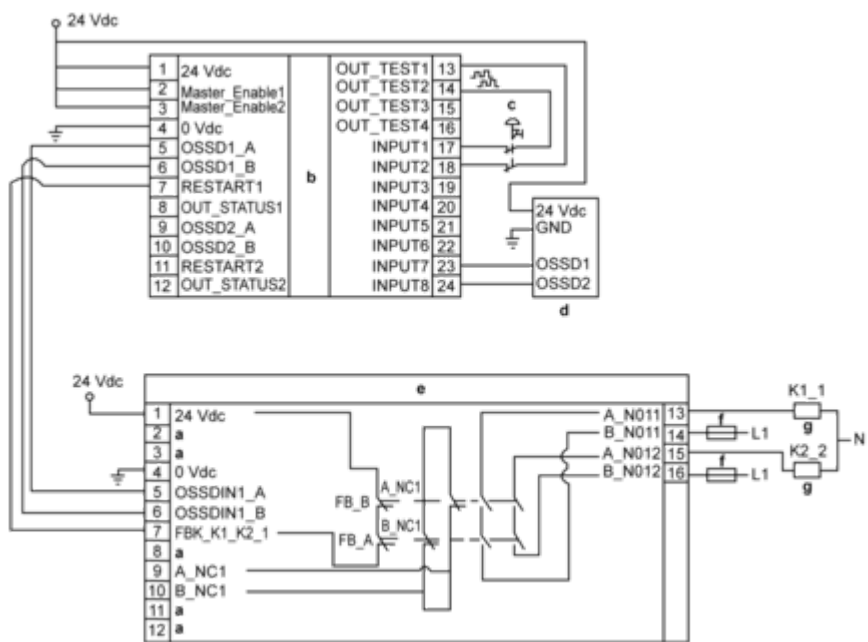 24 Vdc
1 24 Vdc
2 Master_Enable1
3 Master_Enable2
4 0 Vdc
5 OSSD1_A
6 OSSD1_B
7 RESTART1
8 OUT_STATUS1
9 OSSD2_A
10 OSSD2_B
11 RESTART2
12 OUT_STATUS2
b
OUT_TEST1 13
OUT_TEST2 14
OUT_TEST3 15
OUT_TEST4 16
INPUT1 17
INPUT2 18
INPUT3 19
INPUT4 20
INPUT5 21
INPUT6 22
INPUT7 23
INPUT8 24
c
24 Vdc
GND
OSSD1
OSSD2
d
24 Vdc
e
1 24 Vdc
2 a
3 a
4 0 Vdc
5 OSSDIN1_A
6 OSSDIN1_B
7 FBK_K1_K2_1
8 a
9 A_NC1
10 B_NC1
11 a
12 a
A_NC1
FB_B
B_NC1
FB_A
A_N011 13
B_N011 14
A_N012 15
B_N012 16
K1_1
g
f
L1
K2_2
g
f
L1
N